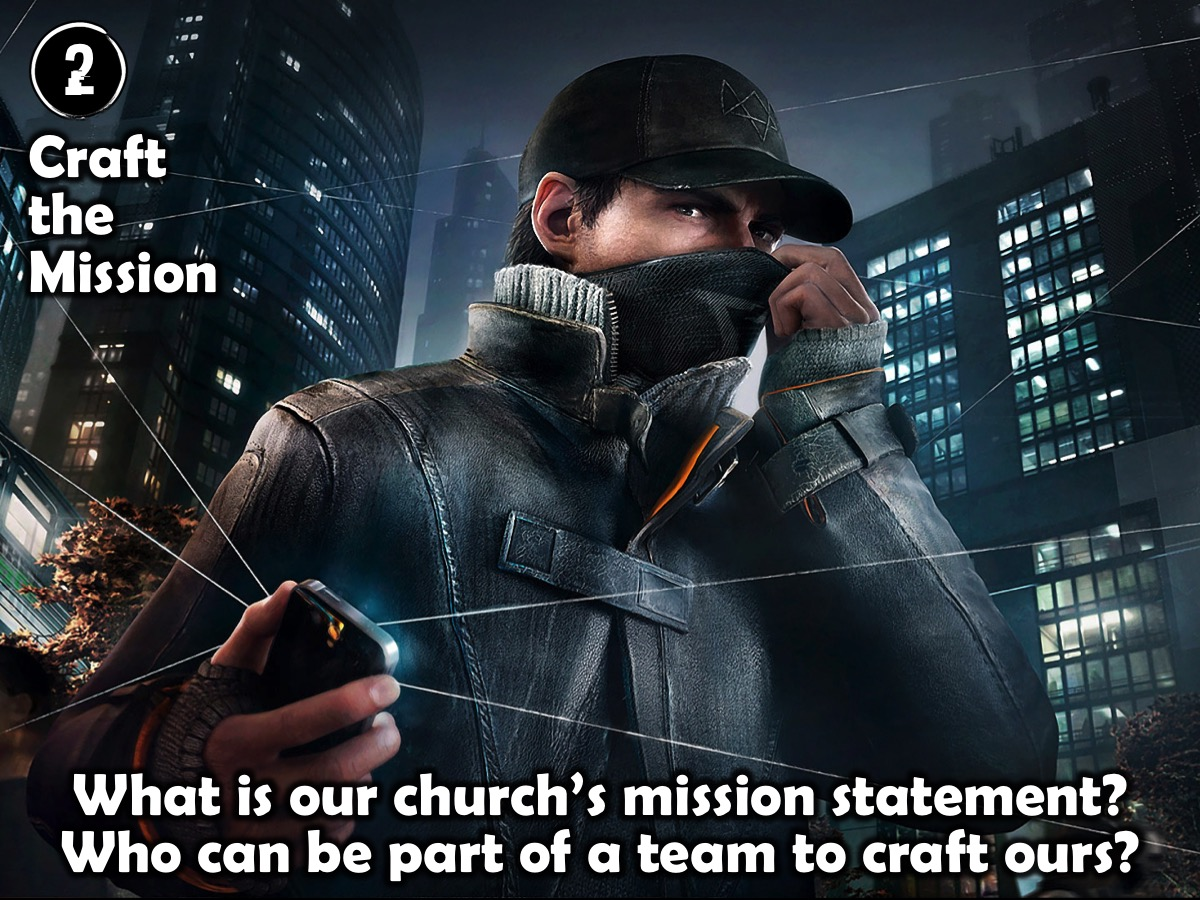 2
Craft
the
Mission
What is our church’s mission statement?
Who can be part of a team to craft ours?